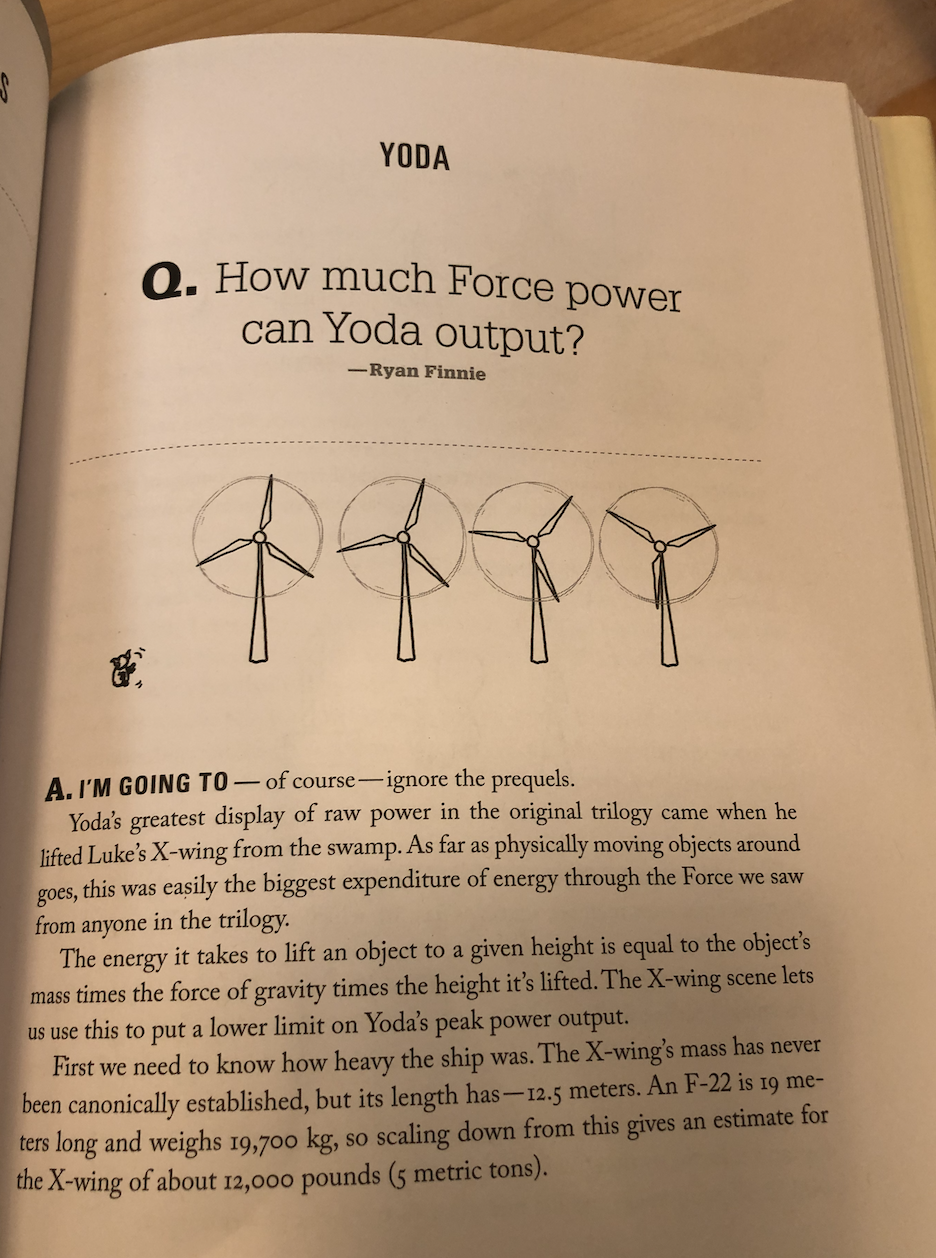 S
YODA
Q. How much Force power
can Yoda output?
—Ryan Finnie
A. I'M GOING TO — of course—ignore the prequels.
Yoda's greatest display of raw power in the original trilogy came when he
lifted Luke's X-wing from the swamp. As far as physically moving objects around
goes, this was easily the biggest expenditure of energy through the Force we saw
from anyone in the trilogy.
The energy it takes to lift an object to a given height is equal to the object's
mass times the force of gravity times the height it's lifted. The X-wing scene lets
us use this to put a lower limit on Yoda's peak power output.
First we need to know how heavy the ship was. The X-wing's mass has never
been canonically established, but its length has—12.5 meters. An F-22 is 19 me-
ters long and weighs 19,700 kg, so scaling down from this gives an estimate for
the X-wing of about 12,000 pounds (5 metric tons).